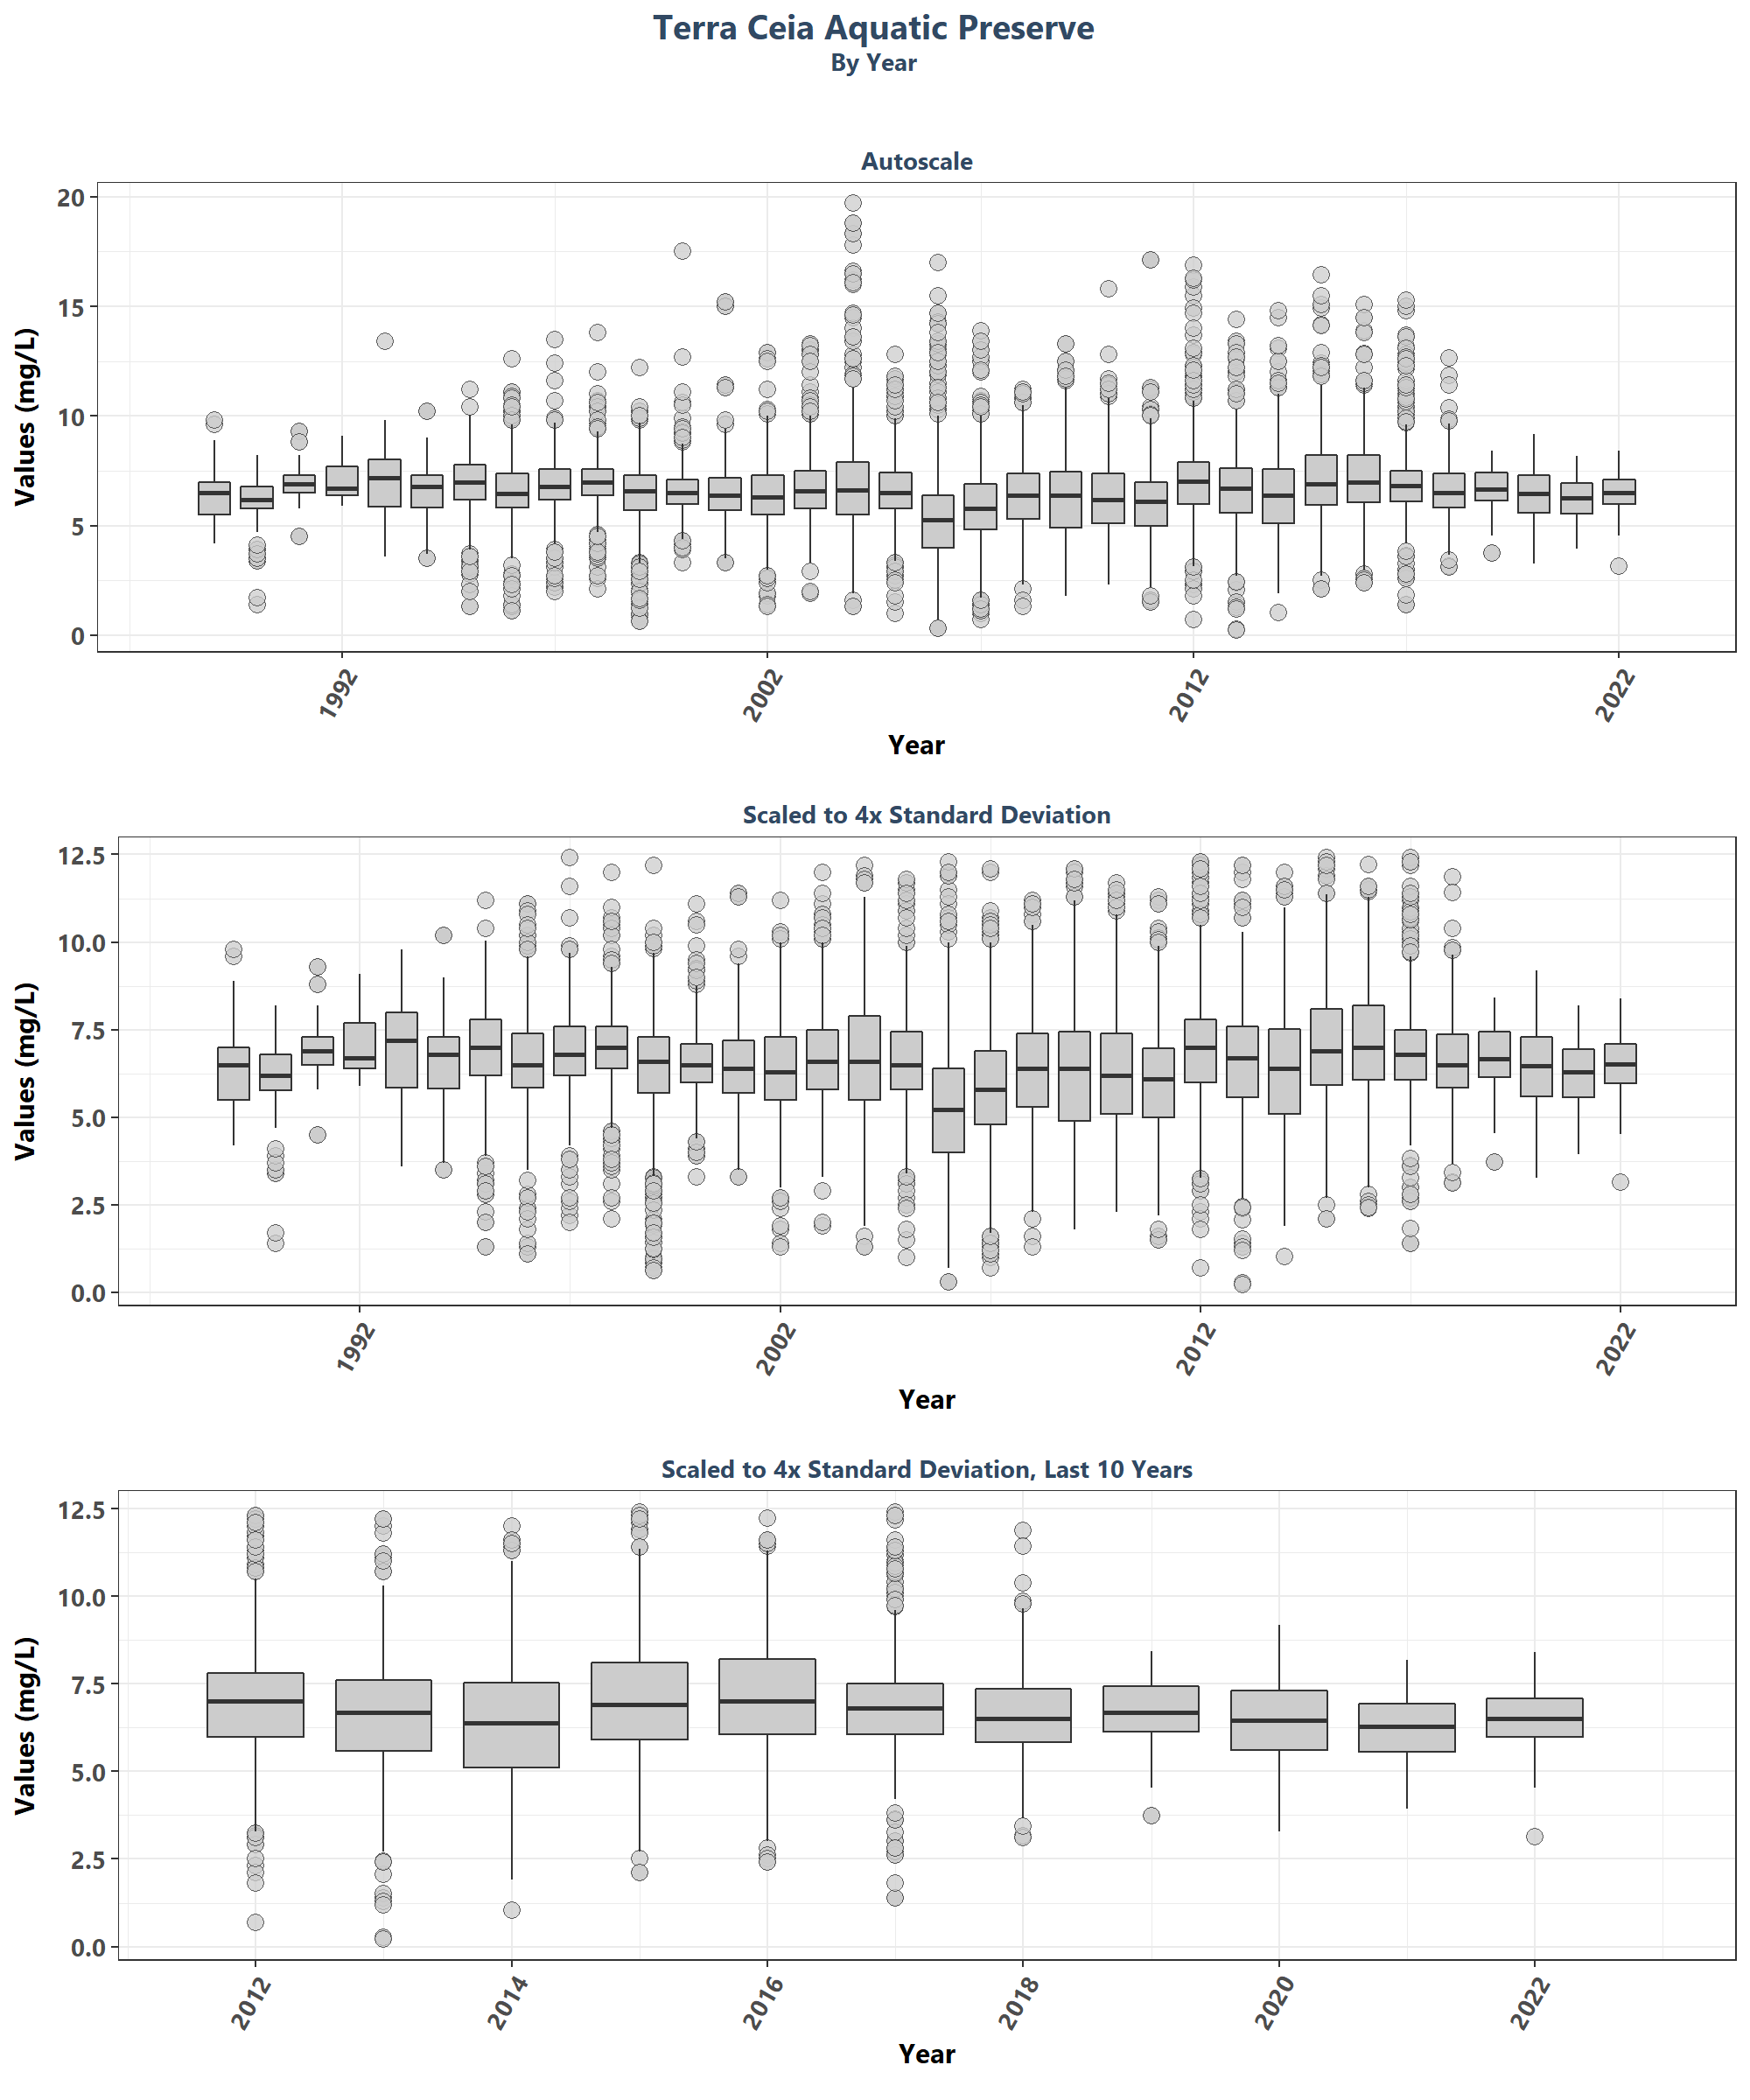 Terra Ceia Aquatic Preserve
By Year
Autoscale
Values (mg/L)
20
15
10
5
0
1992
2002
2012
2022
Year
Scaled to 4x Standard Deviation
Values (mg/L)
12.5
10.0
7.5
5.0
2.5
0.0
1992
2002
2012
2022
Year
Scaled to 4x Standard Deviation, Last 10 Years
Values (mg/L)
12.5
10.0
7.5
5.0
2.5
0.0
2012
2014
2016
2018
2020
2022
Year